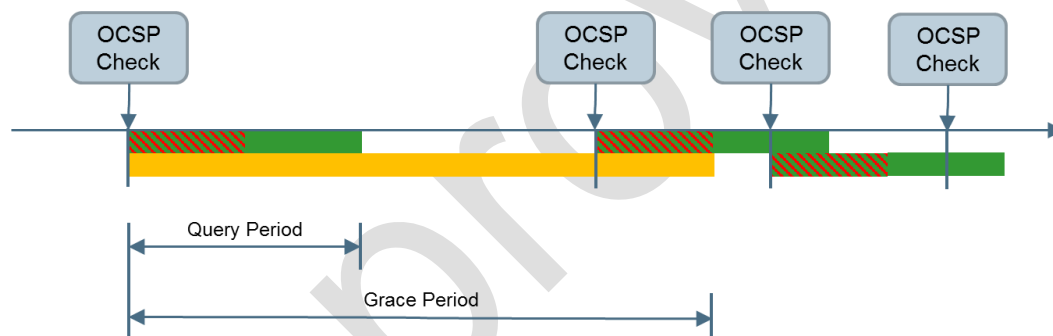 OCSP
Check
OCSP
Check
OCSP
Check
OCSP
Check
Query Period
Grace Period